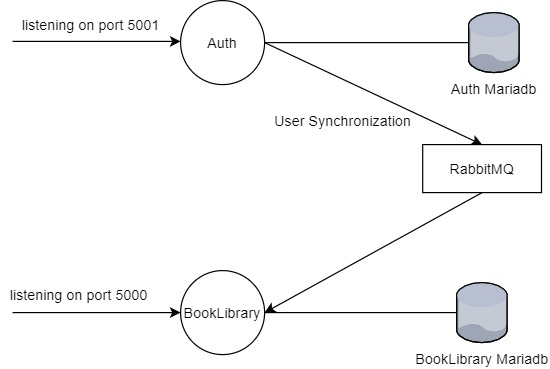 listening on port 5001
Auth
Auth Mariadb
User Synchronization
RabbitMQ
listening on port 5000
BookLibrary
BookLibrary Mariadb